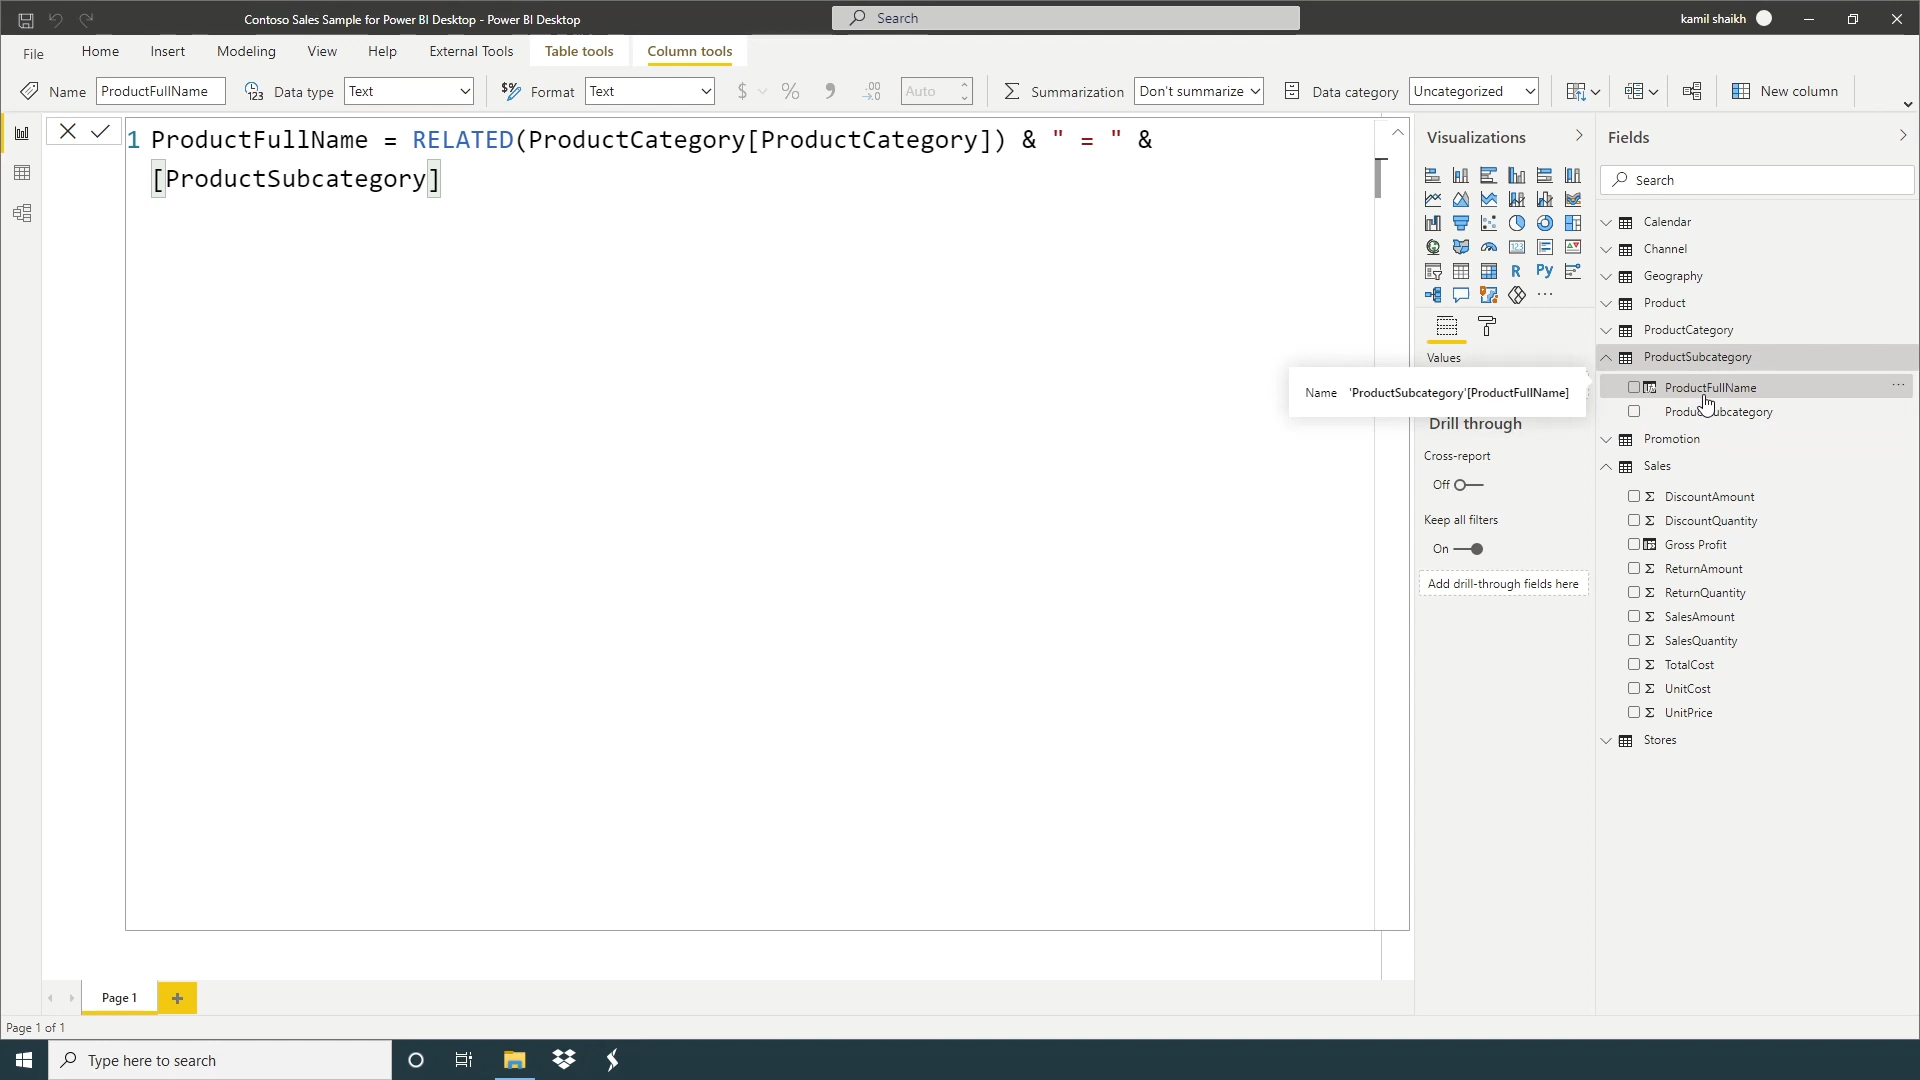 Contoso Sales Sample for Power BI Desktop - Power BI Desktop
Search
kamil shaikh
File
Home
Insert
Modeling
View
Help
External Tools
Table tools
Column tools
Name
ProductFullName
Data type
Text
Format
Text
$
%
Auto
Summarization
Don't summarize
Data category
Uncategorized
New column
1 ProductFullName = RELATED(ProductCategory[ProductCategory]) & " = " &
[ProductSubcategory]
Visualizations
R
Py
Values
Name 'ProductSubcategory'[ProductFullName]
Drill through
Cross-report
Off
Keep all filters
On
Add drill-through fields here
Fields
Search
Calendar
Channel
Geography
Product
ProductCategory
ProductSubcategory
ProductFullName
ProductSubcategory
Promotion
Sales
DiscountAmount
DiscountQuantity
Gross Profit
ReturnAmount
ReturnQuantity
SalesAmount
SalesQuantity
TotalCost
UnitCost
UnitPrice
Stores
Page 1
Page 1 of 1
Type here to search